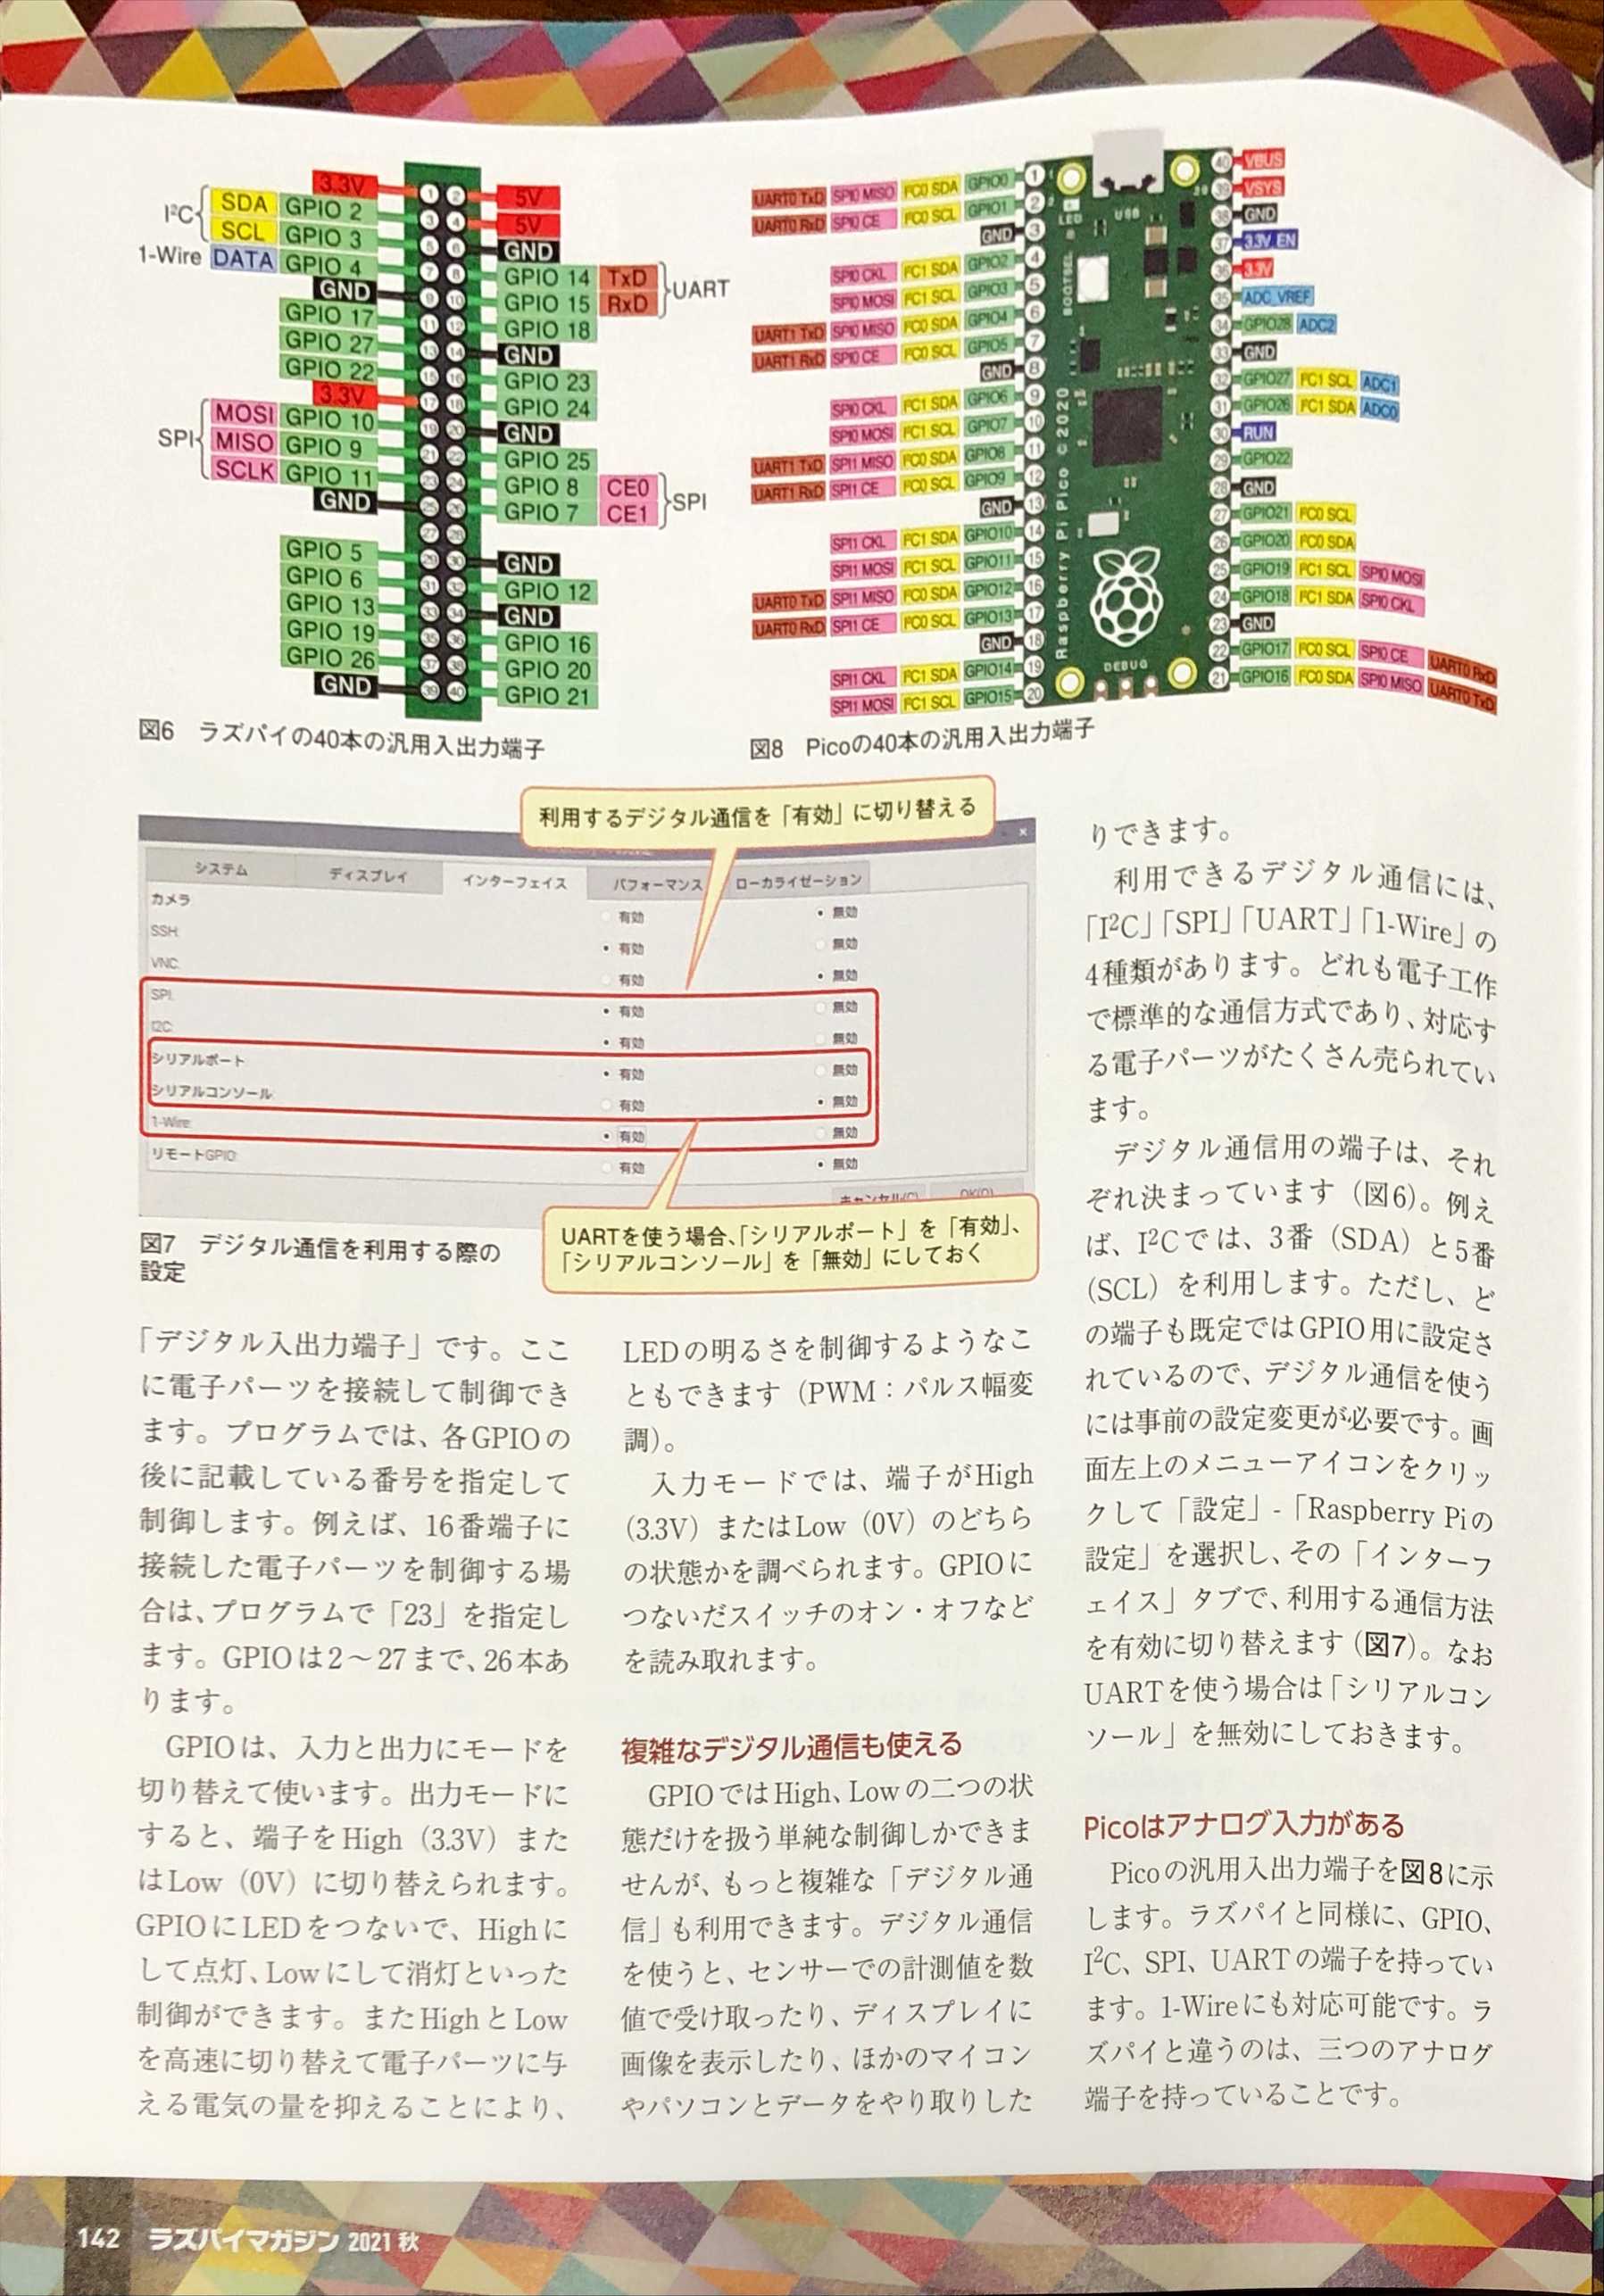 3.3V
I²C SDA GPIO 2
SCL GPIO 3
1-Wire DATA GPIO 4
GND
GPIO 17
GPIO 27
GPIO 22
3.3V
SPI MOSI GPIO 10
MISO GPIO 9
SCLK GPIO 11
GND
GPIO 5
GPIO 6
GPIO 13
GPIO 19
GPIO 26
GND
1 2
3 4
5 6
7 8
9 10
11 12
13 14
15 16
17 18
19 20
21 22
23 24
25 26
27 28
29 30
31 32
33 34
35 36
37 38
39 40
5V
5V
GND
GPIO 14 TxD UART
GPIO 15 RxD
GPIO 18
GND
GPIO 23
GPIO 24
GND
GPIO 25
GPIO 8 CE0 SPI
GPIO 7 CE1
GND
GPIO 12
GND
GPIO 16
GPIO 20
GPIO 21
図6 ラズパイの40本の汎用入出力端子
UART0 TxD SPI0 MISO I²C0 SDA GPIO0 1
UART0 RxD SPI0 CE I²C0 SCL GPIO1 2
GND 3
SPI0 CKL I²C1 SDA GPIO2 4
SPI0 MOSI I²C1 SCL GPIO3 5
UART1 TxD SPI0 MISO I²C0 SDA GPIO4 6
UART1 RxD SPI0 CE I²C0 SCL GPIO5 7
GND 8
SPI0 CKL I²C1 SDA GPIO6 9
SPI0 MOSI I²C1 SCL GPIO7 10
UART1 TxD SPI1 MISO I²C0 SDA GPIO8 11
UART1 RxD SPI1 CE I²C0 SCL GPIO9 12
GND 13
SPI1 CKL I²C1 SDA GPIO10 14
SPI1 MOSI I²C1 SCL GPIO11 15
UART0 TxD SPI1 MISO I²C0 SDA GPIO12 16
UART0 RxD SPI1 CE I²C0 SCL GPIO13 17
GND 18
SPI1 CKL I²C1 SDA GPIO14 19
SPI1 MOSI I²C1 SCL GPIO15 20
LED
USB
BOOTSEL
Raspberry Pi Pico ©2020
DEBUG
40 VBUS
39 VSYS
38 GND
37 3.3V_EN
36 3.3V
35 ADC_VREF
34 GPIO28 ADC2
33 GND
32 GPIO27 I²C1 SCL ADC1
31 GPIO26 I²C1 SDA ADC0
30 RUN
29 GPIO22
28 GND
27 GPIO21 I²C0 SCL
26 GPIO20 I²C0 SDA
25 GPIO19 I²C1 SCL SPI0 MOSI
24 GPIO18 I²C1 SDA SPI0 CKL
23 GND
22 GPIO17 I²C0 SCL SPI0 CE UART0 RxD
21 GPIO16 I²C0 SDA SPI0 MISO UART0 TxD
図8 Picoの40本の汎用入出力端子
利用するデジタル通信を「有効」に切り替える
システム ディスプレイ インターフェイス パフォーマンス ローカライゼーション
カメラ 有効 無効
SSH: 有効 無効
VNC: 有効 無効
SPI: 有効 無効
I2C: 有効 無効
シリアルポート 有効 無効
シリアルコンソール: 有効 無効
1-Wire: 有効 無効
リモートGPIO: 有効 無効
キャンセル(C) OK(O)
UARTを使う場合、「シリアルポート」を「有効」、
「シリアルコンソール」を「無効」にしておく
図7 デジタル通信を利用する際の
設定
「デジタル入出力端子」です。ここ
に電子パーツを接続して制御でき
ます。プログラムでは、各GPIOの
後に記載している番号を指定して
制御します。例えば、16番端子に
接続した電子パーツを制御する場
合は、プログラムで「23」を指定し
ます。GPIOは2〜27まで、26本あ
ります。
GPIOは、入力と出力にモードを
切り替えて使います。出力モードに
すると、端子をHigh（3.3V）また
はLow（0V）に切り替えられます。
GPIOにLEDをつないで、Highに
して点灯、Lowにして消灯といった
制御ができます。またHighとLow
を高速に切り替えて電子パーツに与
える電気の量を抑えることにより、
LEDの明るさを制御するようなこ
ともできます（PWM：パルス幅変
調）。
入力モードでは、端子がHigh
（3.3V）またはLow（0V）のどちら
の状態かを調べられます。GPIOに
つないだスイッチのオン・オフなど
を読み取れます。
複雑なデジタル通信も使える
GPIOではHigh、Lowの二つの状
態だけを扱う単純な制御しかできま
せんが、もっと複雑な「デジタル通
信」も利用できます。デジタル通信
を使うと、センサーでの計測値を数
値で受け取ったり、ディスプレイに
画像を表示したり、ほかのマイコン
やパソコンとデータをやり取りした
りできます。
利用できるデジタル通信には、
「I²C」「SPI」「UART」「1-Wire」の
4種類があります。どれも電子工作
で標準的な通信方式であり、対応す
る電子パーツがたくさん売られてい
ます。
デジタル通信用の端子は、それ
ぞれ決まっています（図6）。例え
ば、I²Cでは、3番（SDA）と5番
（SCL）を利用します。ただし、ど
の端子も既定ではGPIO用に設定さ
れているので、デジタル通信を使う
には事前の設定変更が必要です。画
面左上のメニューアイコンをクリッ
クして「設定」-「Raspberry Piの
設定」を選択し、その「インターフ
ェイス」タブで、利用する通信方法
を有効に切り替えます（図7）。なお
UARTを使う場合は「シリアルコン
ソール」を無効にしておきます。
Picoはアナログ入力がある
Picoの汎用入出力端子を図8に示
します。ラズパイと同様に、GPIO、
I²C、SPI、UARTの端子を持ってい
ます。1-Wireにも対応可能です。ラ
ズパイと違うのは、三つのアナログ
端子を持っていることです。
142 ラズパイマガジン 2021 秋